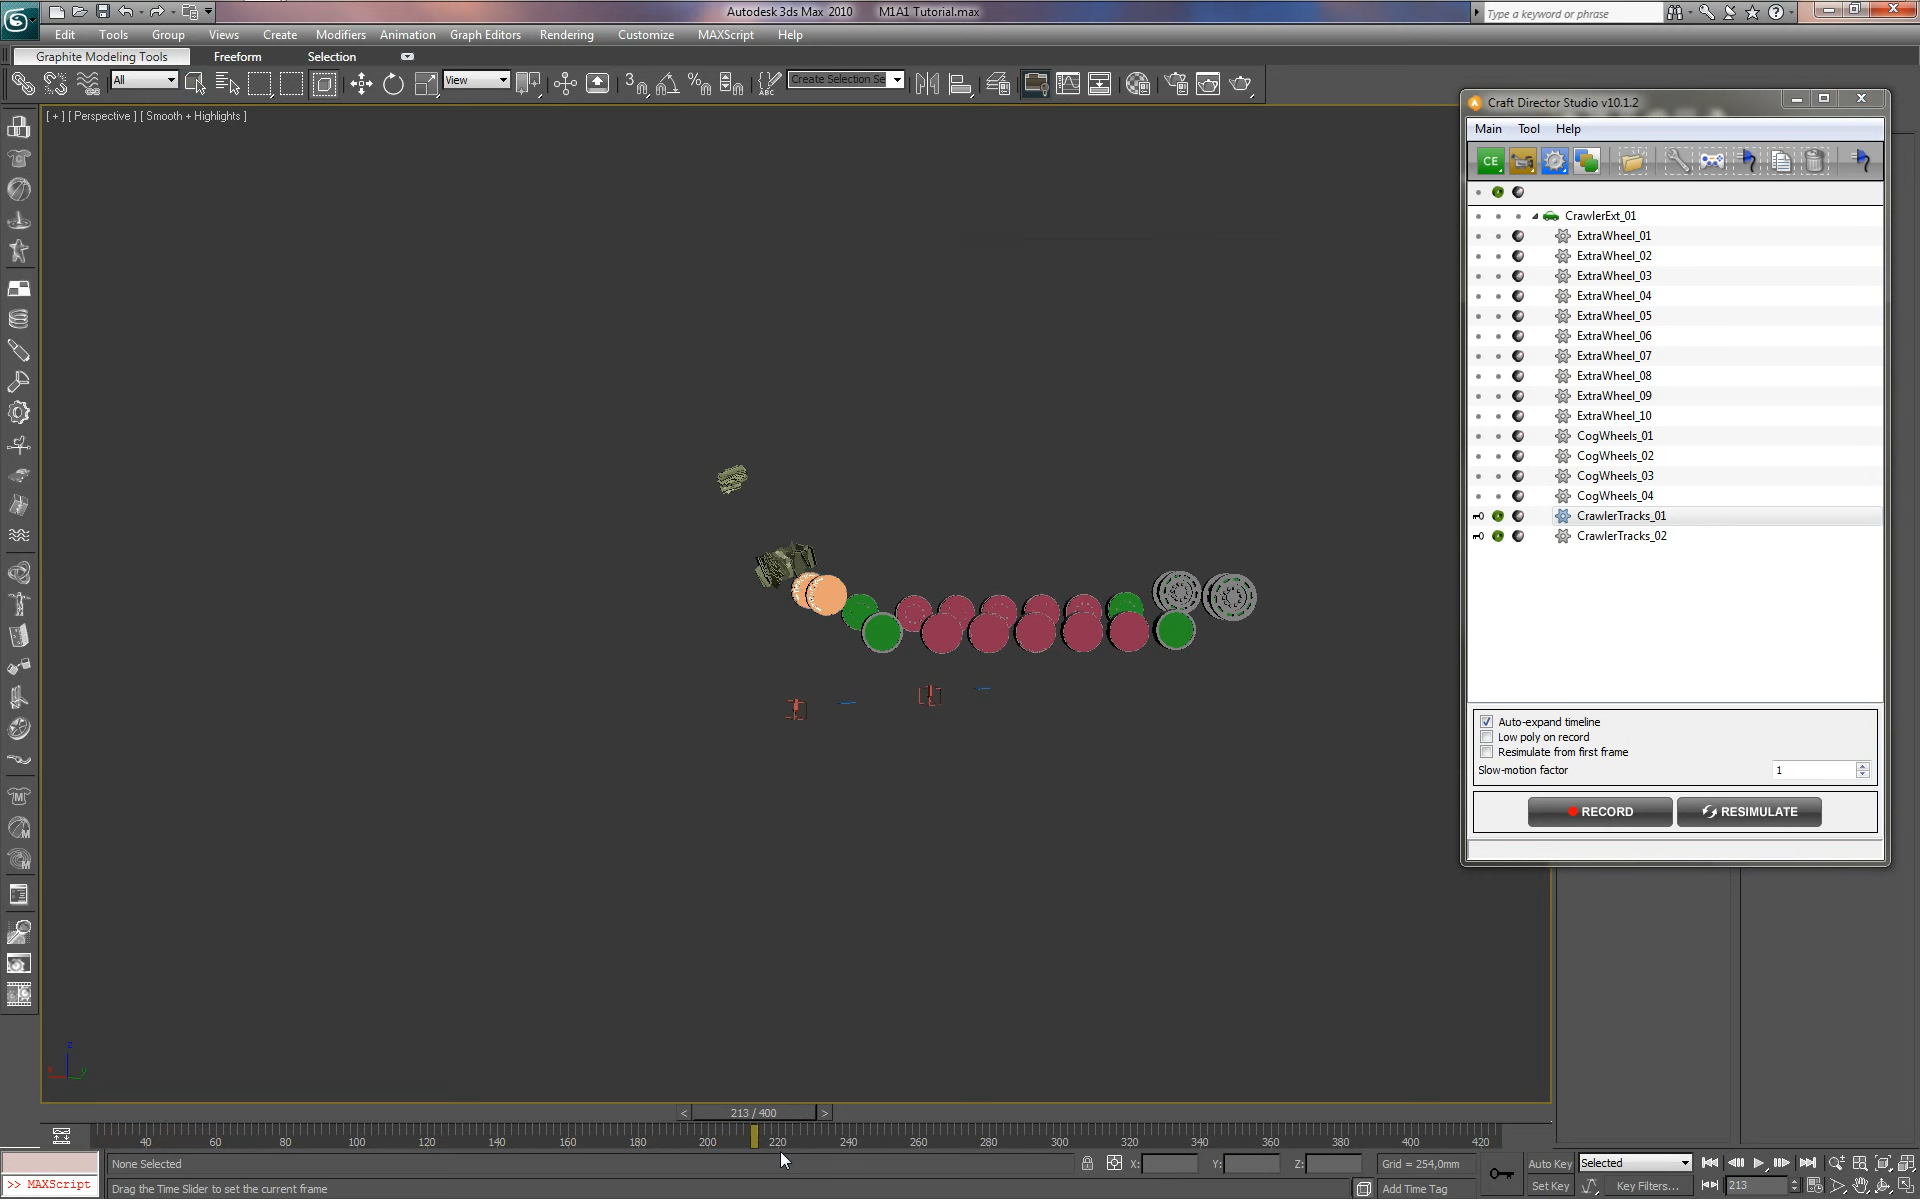 Autodesk 3ds Max 2010 M1A1 Tutorial.max
Type a keyword or phrase
Edit Tools Group Views Create Modifiers Animation Graph Editors Rendering Customize MAXScript Help
Graphite Modeling Tools Freeform Selection
All
View
3
Create Selection Se
ABC
[ + ] [ Perspective ] [ Smooth + Highlights ]
Craft Director Studio v10.1.2
Main Tool Help
CE
CrawlerExt_01
ExtraWheel_01
ExtraWheel_02
ExtraWheel_03
ExtraWheel_04
ExtraWheel_05
ExtraWheel_06
ExtraWheel_07
ExtraWheel_08
ExtraWheel_09
ExtraWheel_10
CogWheels_01
CogWheels_02
CogWheels_03
CogWheels_04
CrawlerTracks_01
CrawlerTracks_02
Auto-expand timeline
Low poly on record
Resimulate from first frame
Slow-motion factor 1
RECORD RESIMULATE
z
x y
< 213 / 400 >
40 60 80 100 120 140 160 180 200 220 240 260 280 300 320 340 360 380 400 420
None Selected X: Y: Z: Grid = 254,0mm Auto Key Selected
>> MAXScript Drag the Time Slider to set the current frame Add Time Tag Set Key Key Filters... 213